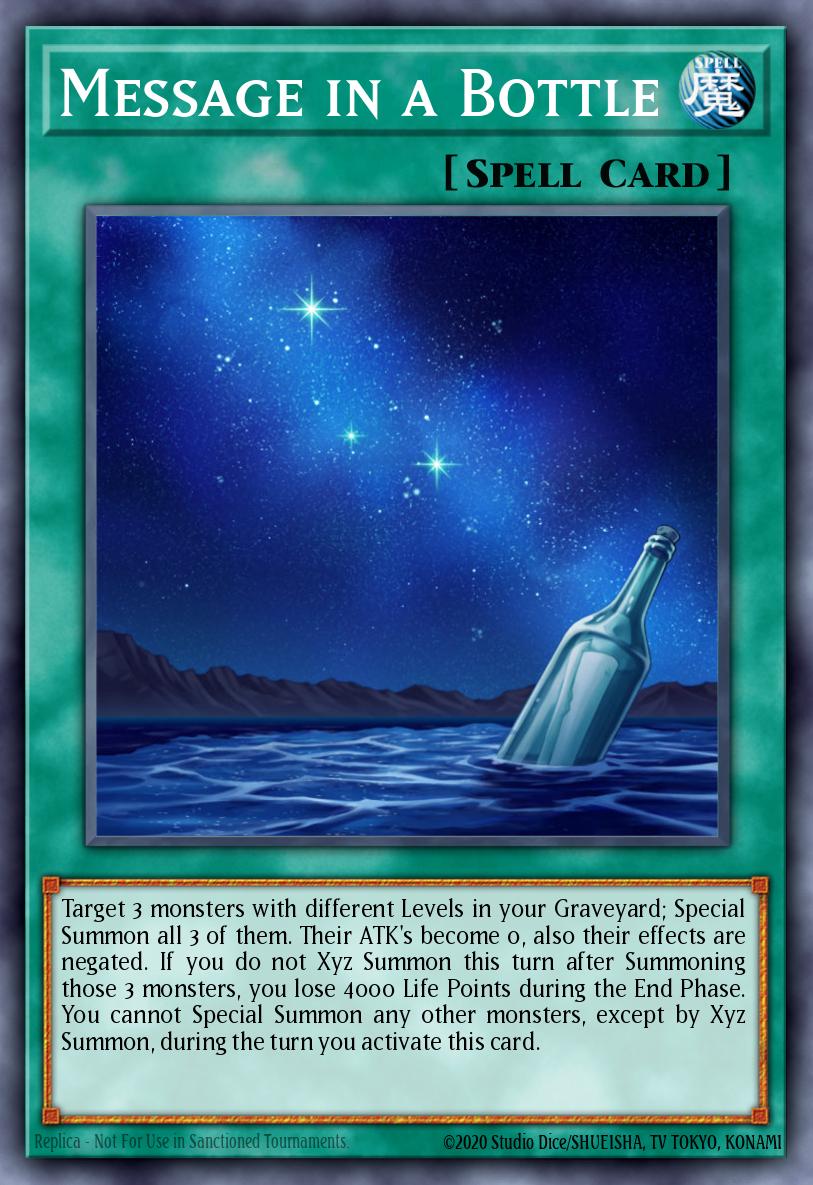 MESSAGE IN A BOTTLE
SPELL
魔
[SPELL CARD]
Target 3 monsters with different Levels in your Graveyard; Special
Summon all 3 of them. Their ATK's become 0, also their effects are
negated. If you do not Xyz Summon this turn after Summoning
those 3 monsters, you lose 4000 Life Points during the End Phase.
You cannot Special Summon any other monsters, except by Xyz
Summon, during the turn you activate this card.
Replica - Not For Use in Sanctioned Tournaments.
©2020 Studio Dice/SHUEISHA, TV TOKYO, KONAMI